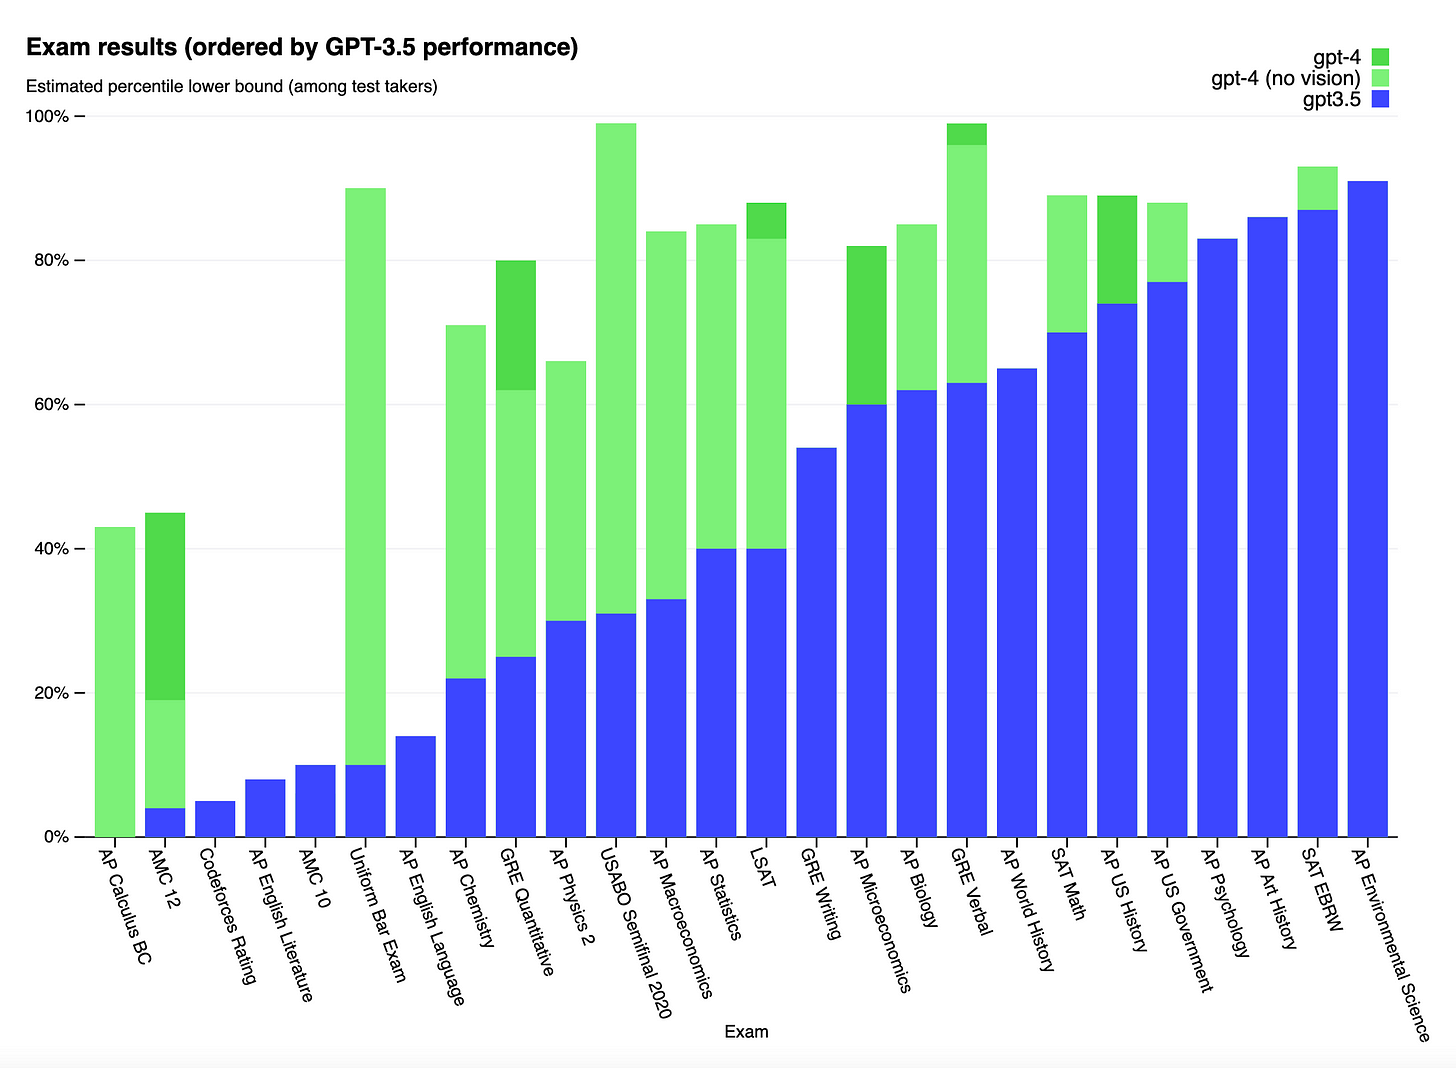 Exam results (ordered by GPT-3.5 performance)
Estimated percentile lower bound (among test takers)
gpt-4
gpt-4 (no vision)
gpt3.5
100%
80%
60%
40%
20%
0%
AP Calculus BC
AMC 12
Codeforces Rating
AP English Literature
AMC 10
Uniform Bar Exam
AP English Language
AP Chemistry
GRE Quantitative
AP Physics 2
USABO Semifinal 2020
AP Macroeconomics
AP Statistics
LSAT
GRE Writing
AP Microeconomics
AP Biology
GRE Verbal
AP World History
SAT Math
AP US History
AP US Government
AP Psychology
AP Art History
SAT EBRW
AP Environmental Science
Exam